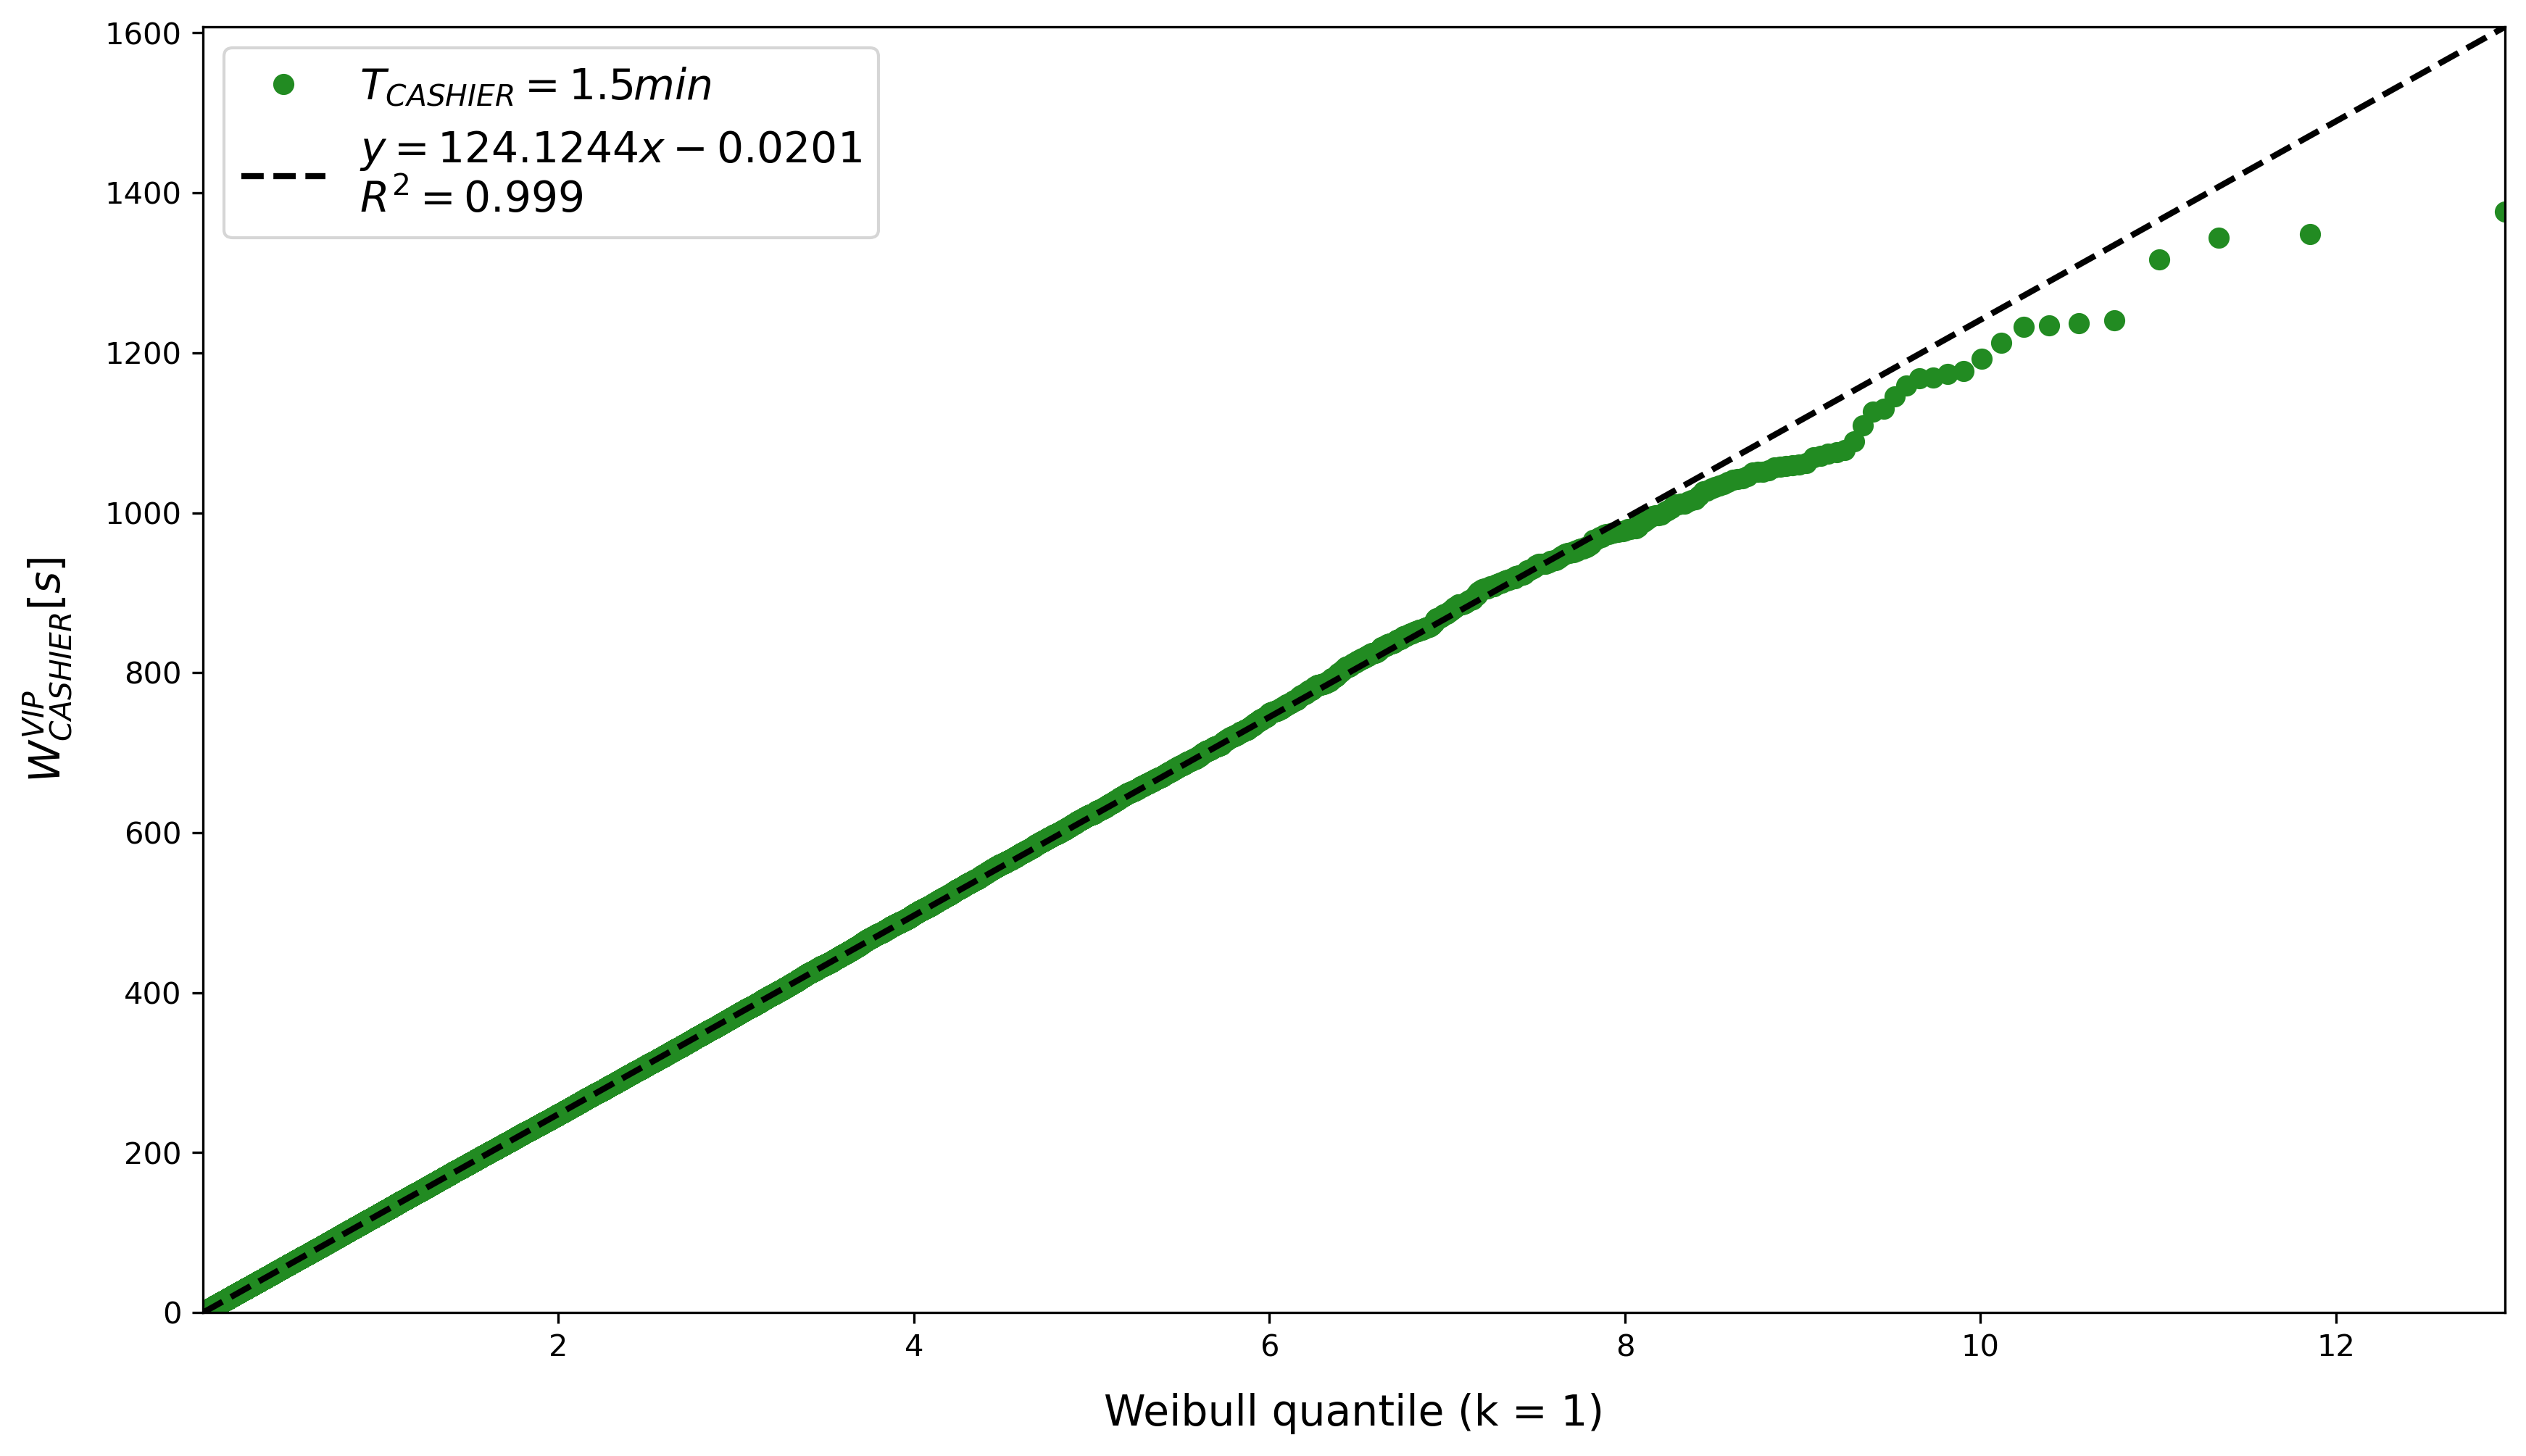 T_CASHIER = 1.5min
y = 124.1244x − 0.0201
R² = 0.999
1600
1400
1200
1000
800
600
400
200
0
W^VIP_CASHIER[s]
2 4 6 8 10 12
Weibull quantile (k = 1)